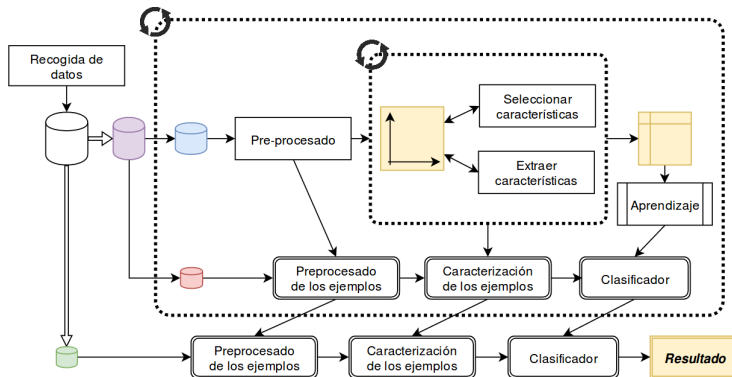 Recogida de
datos
Pre-procesado
Seleccionar
características
Extraer
características
Aprendizaje
Preprocesado
de los ejemplos
Caracterización
de los ejemplos
Clasificador
Preprocesado
de los ejemplos
Caracterización
de los ejemplos
Clasificador
Resultado